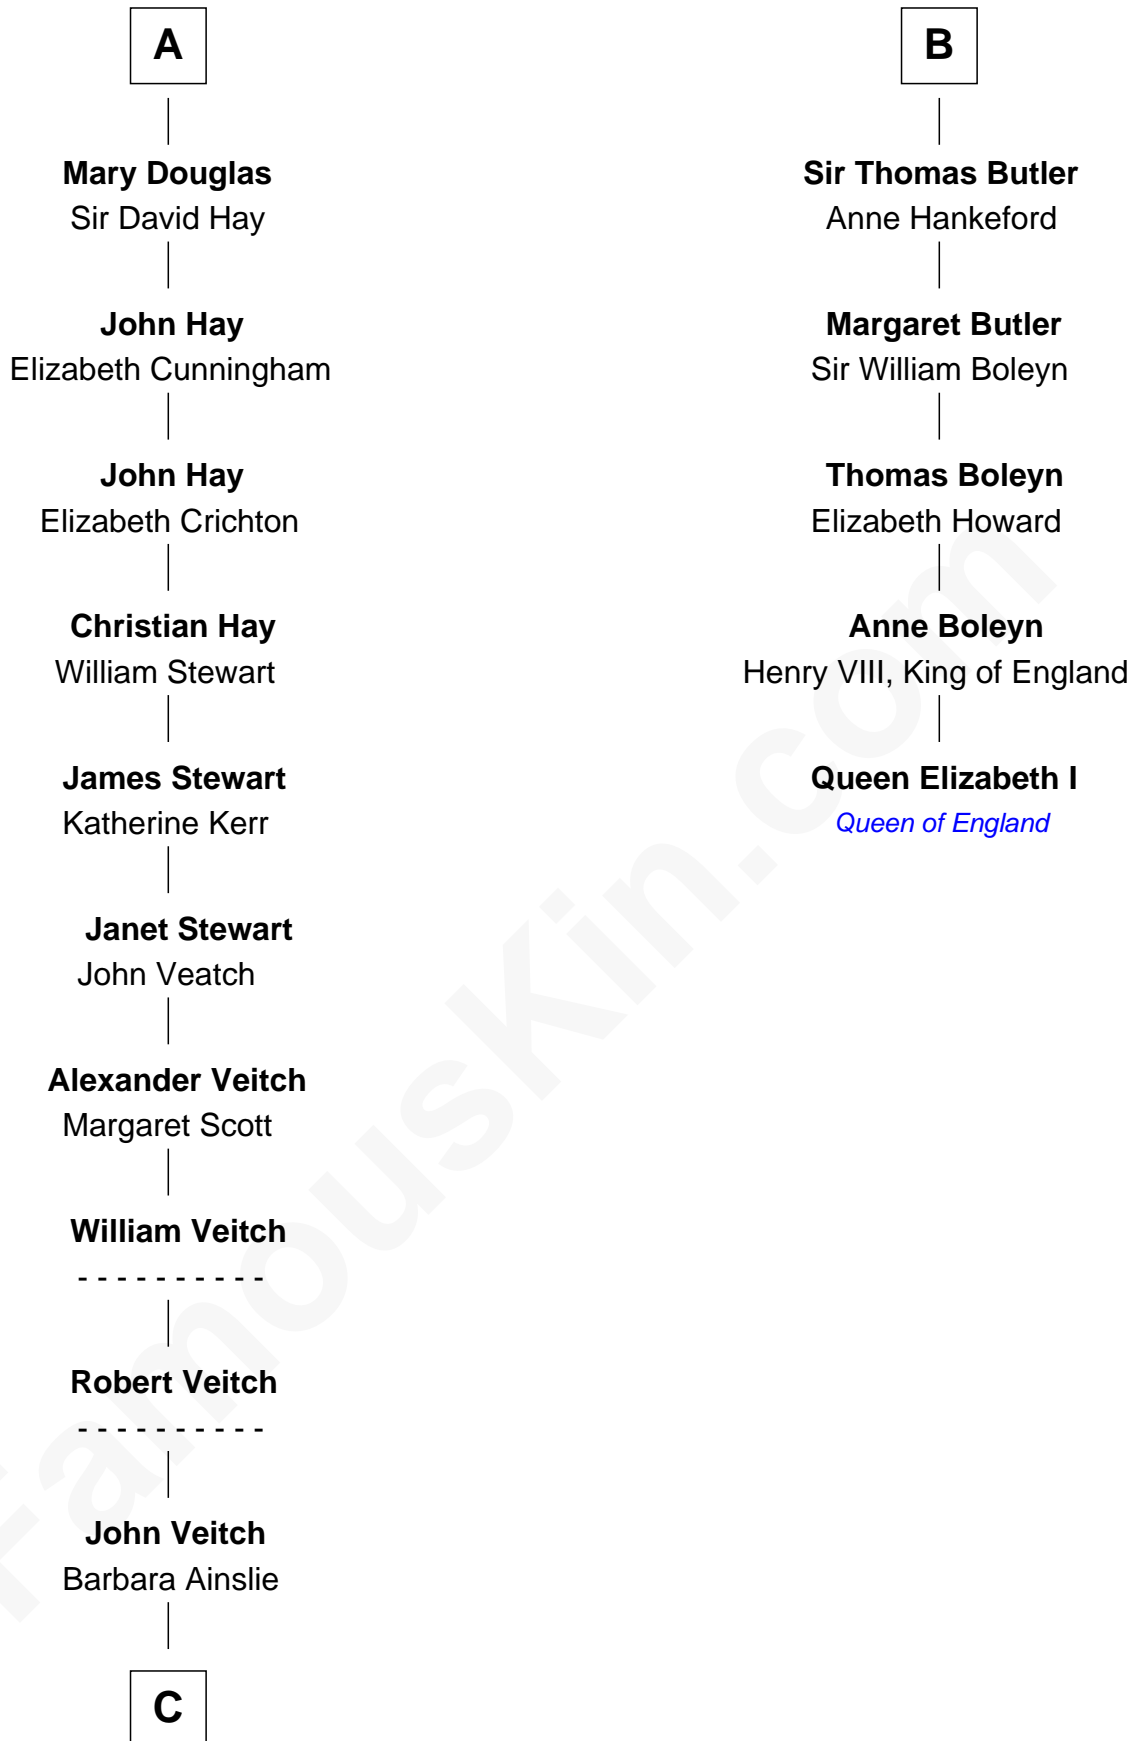 A
Mary Douglas
Sir David Hay
John Hay
Elizabeth Cunningham
John Hay
Elizabeth Crichton
Christian Hay
William Stewart
James Stewart
Katherine Kerr
Janet Stewart
John Veatch
Alexander Veitch
Margaret Scott
William Veitch
- - - - - - - - - -
Robert Veitch
- - - - - - - - - -
John Veitch
Barbara Ainslie
C
B
Sir Thomas Butler
Anne Hankeford
Margaret Butler
Sir William Boleyn
Thomas Boleyn
Elizabeth Howard
Anne Boleyn
Henry VIII, King of England
Queen Elizabeth I
Queen of England
FamousKin.com